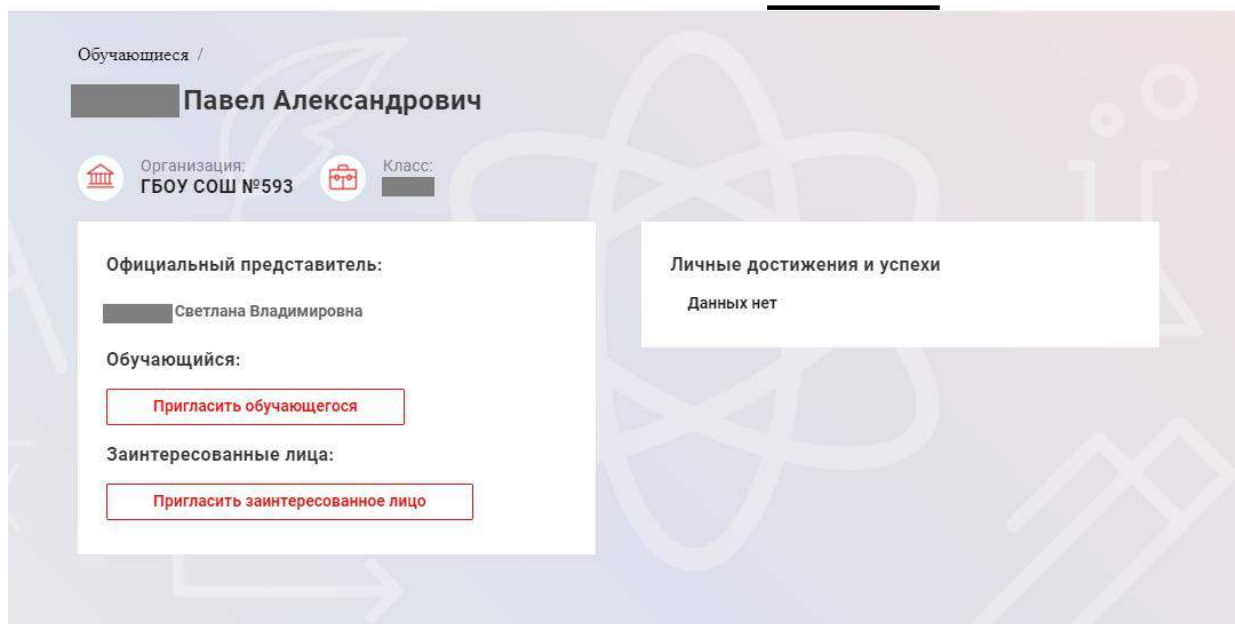 Обучающиеся /
Павел Александрович
Организация:
ГБОУ СОШ №593
Класс:
Официальный представитель:
Светлана Владимировна
Обучающийся:
Пригласить обучающегося
Заинтересованные лица:
Пригласить заинтересованное лицо
Личные достижения и успехи
Данных нет